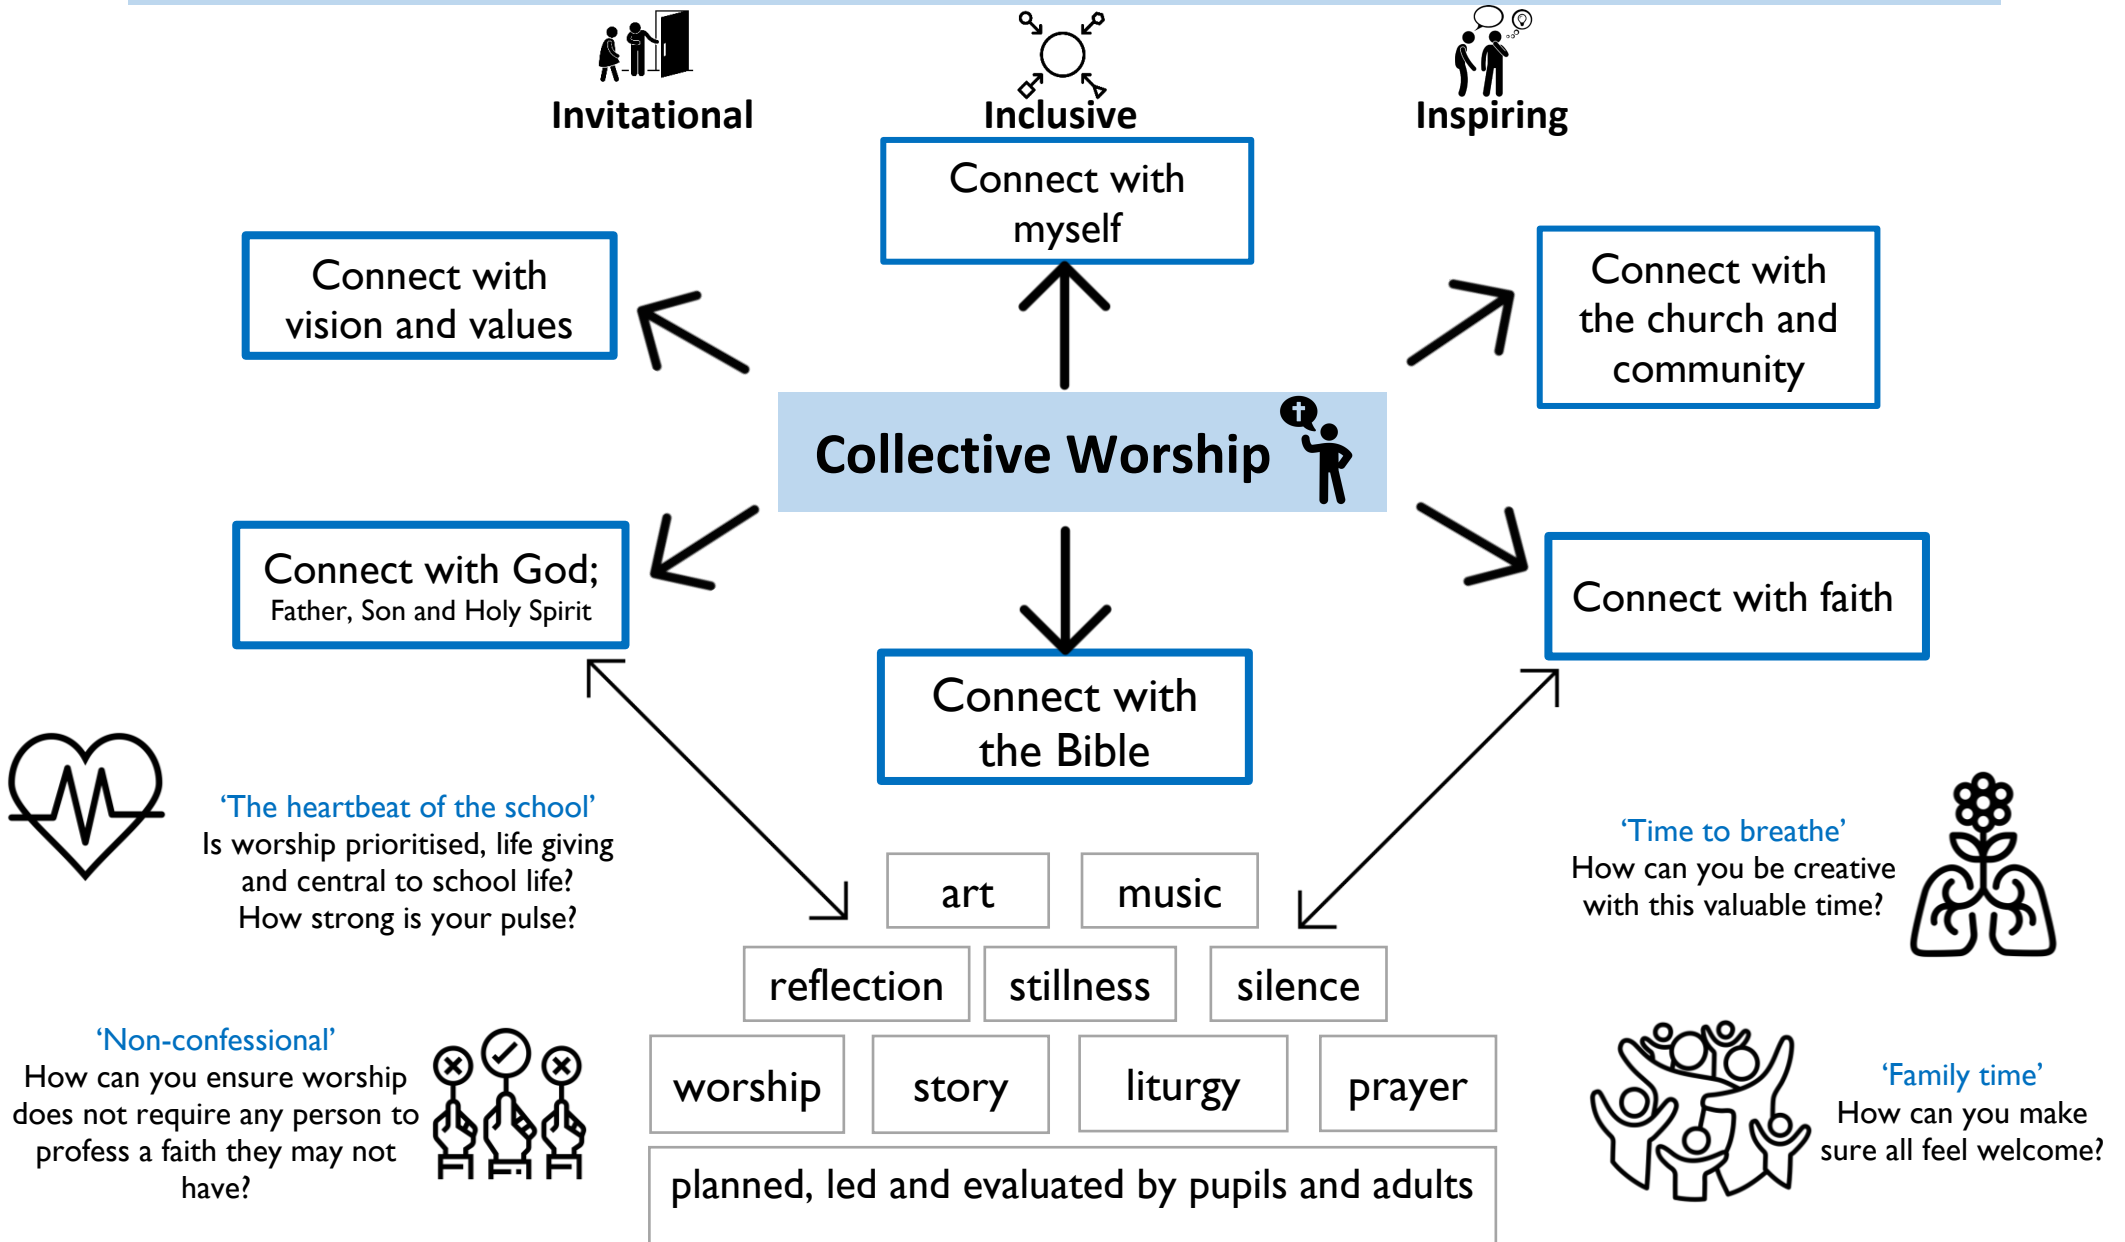 Invitational
Inclusive
Inspiring
Connect with
myself
Connect with
vision and values
Connect with
the church and
community
Collective Worship
Connect with God;
Father, Son and Holy Spirit
Connect with faith
Connect with
the Bible
‘The heartbeat of the school’
Is worship prioritised, life giving
and central to school life?
How strong is your pulse?
‘Time to breathe’
How can you be creative
with this valuable time?
art
music
reflection
stillness
silence
‘Non-confessional’
How can you ensure worship
does not require any person to
profess a faith they may not
have?
worship
story
liturgy
prayer
‘Family time’
How can you make
sure all feel welcome?
planned, led and evaluated by pupils and adults